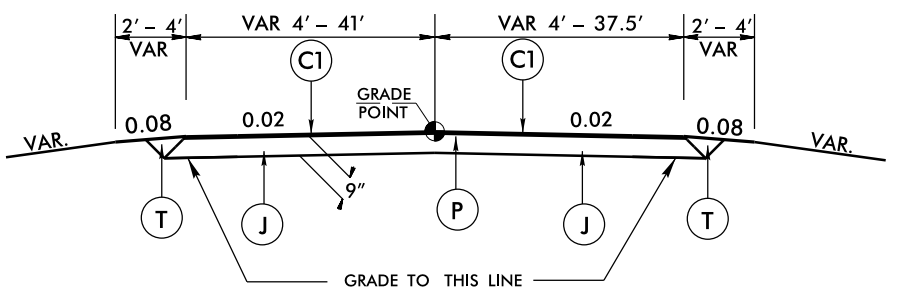 2' – 4'
VAR
VAR 4' – 41'
VAR 4' – 37.5'
2' – 4'
VAR
C1
C1
GRADE
POINT
VAR.
0.08
0.02
0.02
0.08
VAR.
9"
T
J
P
J
T
GRADE TO THIS LINE